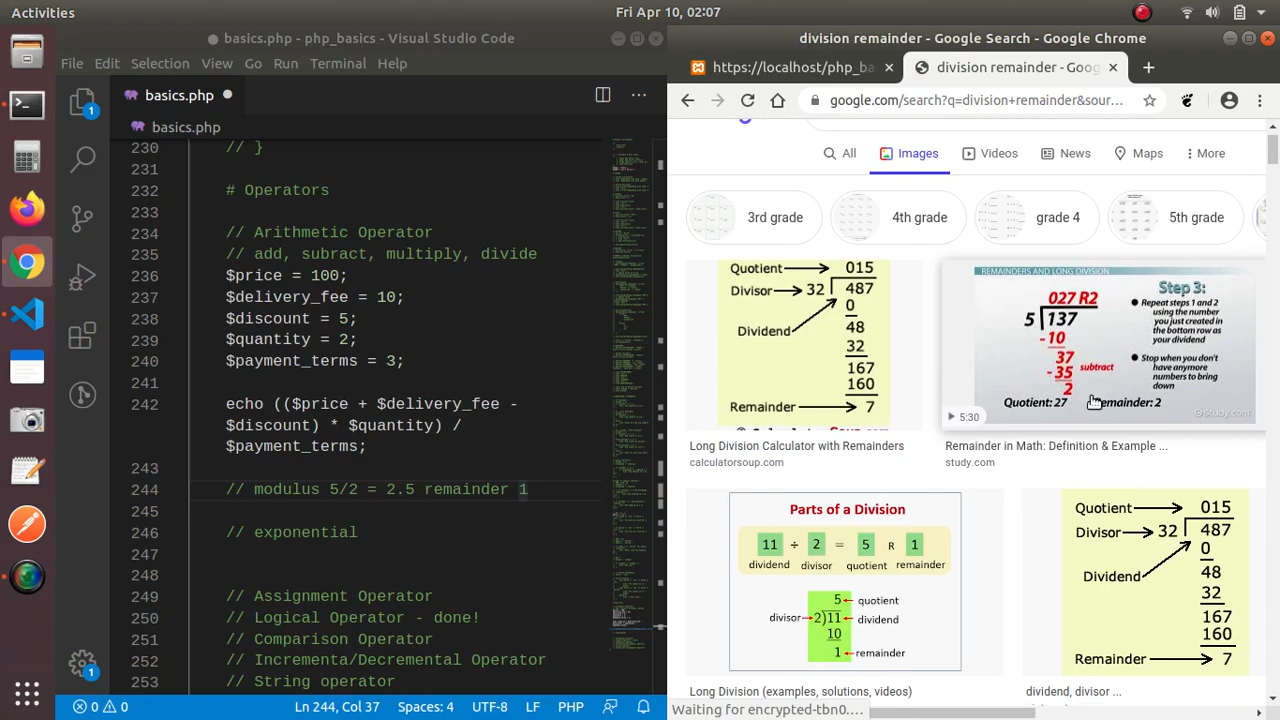 Activities
Fri Apr 10, 02:07
basics.php - php_basics - Visual Studio Code
File Edit Selection View Go Run Terminal Help
basics.php
basics.php
230 // }
231
232 # Operators
233
234 // Arithmetic Operator
235 // add, subtract, multiply, divide
236 $price = 100;
237 $delivery_fee = 10;
238 $discount = 5;
239 $quantity = 7;
240 $payment_terms = 3;
241
242 echo (($price + $delivery_fee -
$discount) * $quantity) /
$payment_terms;
243
244 // modulus 5/2 = 2.5 remainder 1
245
246 // exponential
247
248
249 // Assignment Operator
250 // Logical Operator - done!
251 // Comparison Operator
252 // Incrementa/Decremental Operator
253 // String operator
1
1
0 0 Ln 244, Col 37 Spaces: 4 UTF-8 LF PHP
division remainder - Google Search - Google Chrome
https://localhost/php_ba
division remainder - Goog
google.com/search?q=division+remainder&sour...
All Images Videos News Maps More
3rd grade 4th grade grade 4 5th grade
Quotient 015
Divisor 32 487
0
Dividend 48
32
167
160
Remainder 7
Long Division Calculator with Remainders
calculatorsoup.com
REMAINDERS AND LONG DIVISION
Step 3:
027 R2
5 137
-10
37
-35 subtract
2
Quotient: 27 Remainder: 2
Repeat steps 1 and 2
using the number
you just created in
the bottom row as
your dividend
Stop when you don't
have anymore
numbers to bring
down
5:30
©study.com
Remainder in Math: Definition & Example ...
study.com
Parts of a Division
11 ÷ 2 = 5 R 1
dividend divisor quotient remainder
5 quotient
divisor 2)11 dividend
10
1 remainder
Long Division (examples, solutions, videos)
Quotient 015
Divisor 32 487
0
Dividend 48
32
167
160
Remainder 7
dividend, divisor ...
Waiting for encrypted-tbn0....